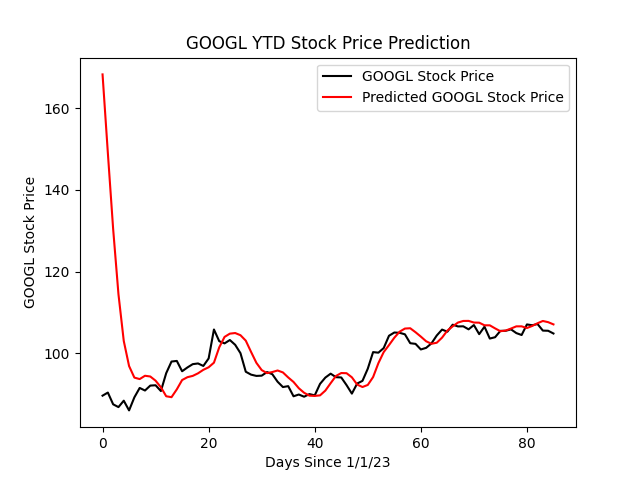 GOOGL YTD Stock Price Prediction
GOOGL Stock Price
Predicted GOOGL Stock Price
160
140
120
100
GOOGL Stock Price
0 20 40 60 80
Days Since 1/1/23